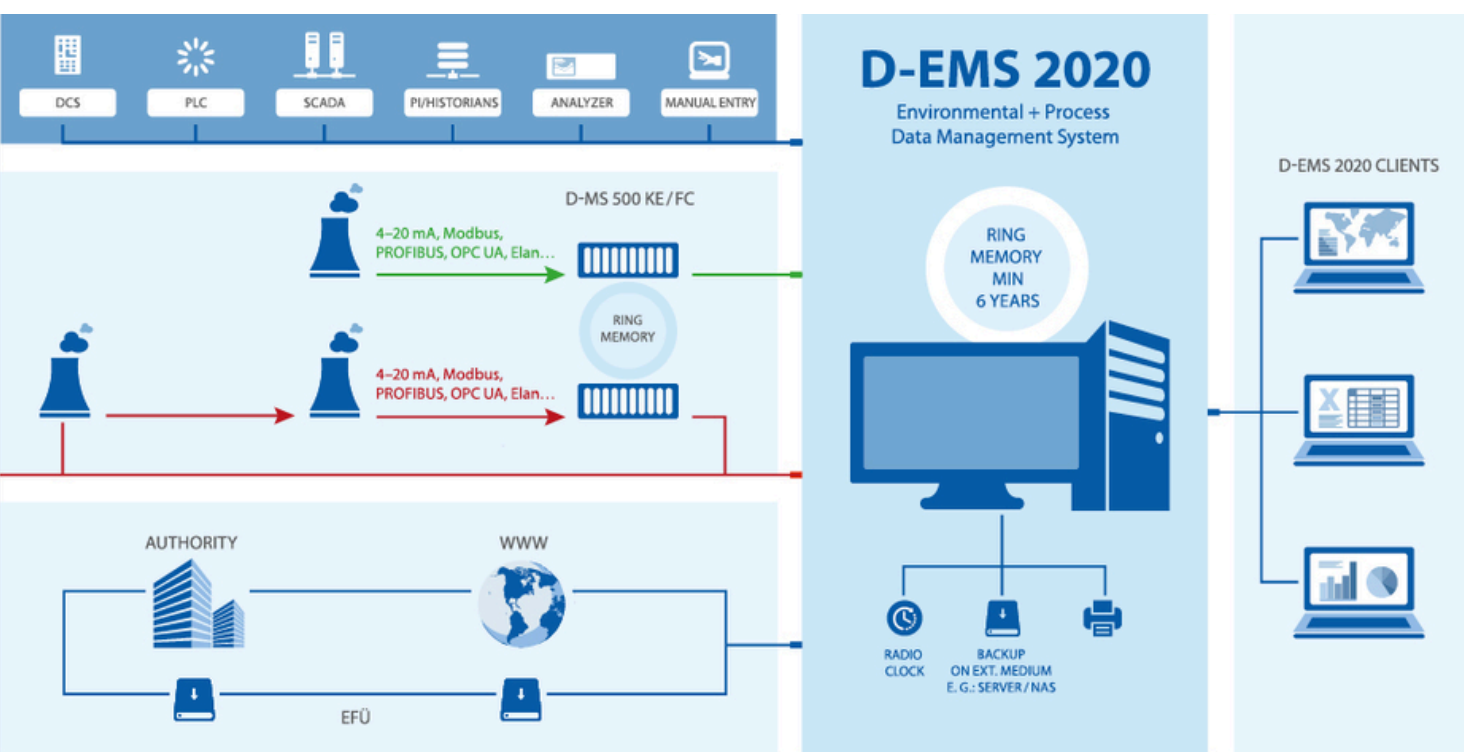 DCS
PLC
SCADA
PI/HISTORIANS
ANALYZER
MANUAL ENTRY
D-EMS 2020
Environmental + Process
Data Management System
D-MS 500 KE/FC
4–20 mA, Modbus,
PROFIBUS, OPC UA, Elan...
RING
MEMORY
4–20 mA, Modbus,
PROFIBUS, OPC UA, Elan...
RING
MEMORY
MIN
6 YEARS
D-EMS 2020 CLIENTS
X
AUTHORITY
WWW
EFÜ
RADIO
CLOCK
BACKUP
ON EXT. MEDIUM
E. G.: SERVER/NAS